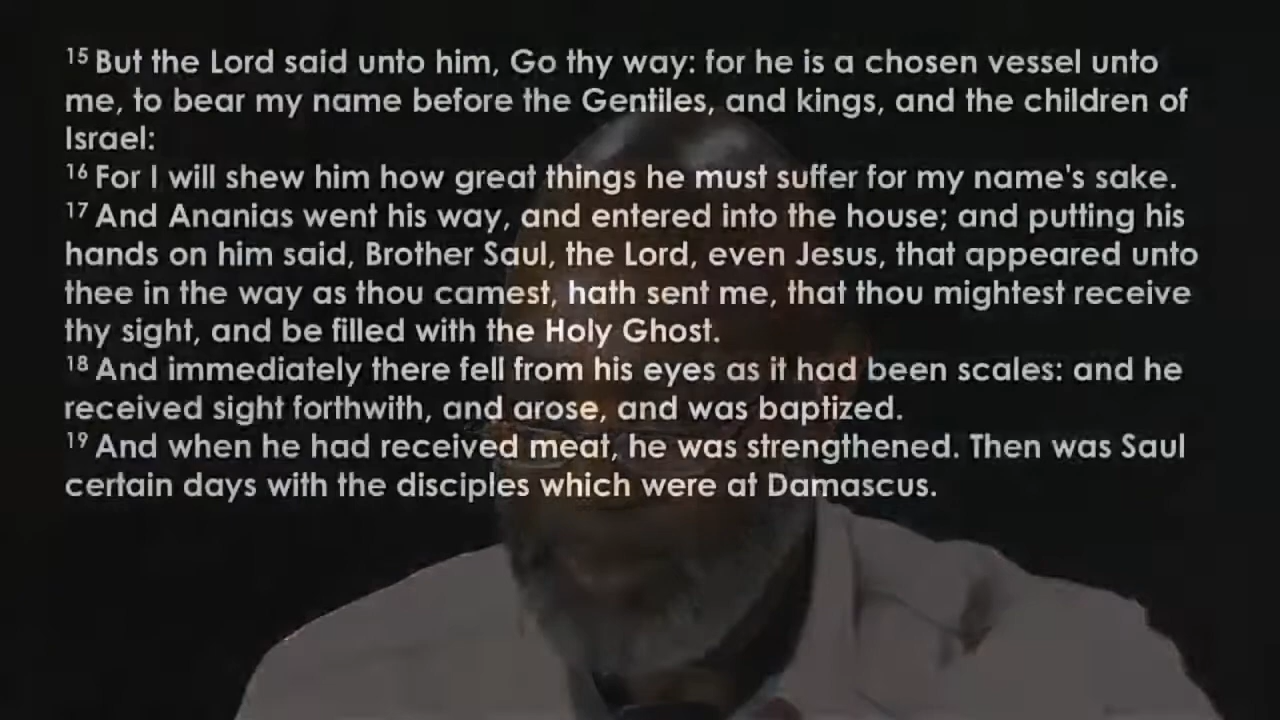 15 But the Lord said unto him, Go thy way: for he is a chosen vessel unto
me, to bear my name before the Gentiles, and kings, and the children of
Israel:
16 For I will shew him how great things he must suffer for my name's sake.
17 And Ananias went his way, and entered into the house; and putting his
hands on him said, Brother Saul, the Lord, even Jesus, that appeared unto
thee in the way as thou camest, hath sent me, that thou mightest receive
thy sight, and be filled with the Holy Ghost.
18 And immediately there fell from his eyes as it had been scales: and he
received sight forthwith, and arose, and was baptized.
19 And when he had received meat, he was strengthened. Then was Saul
certain days with the disciples which were at Damascus.